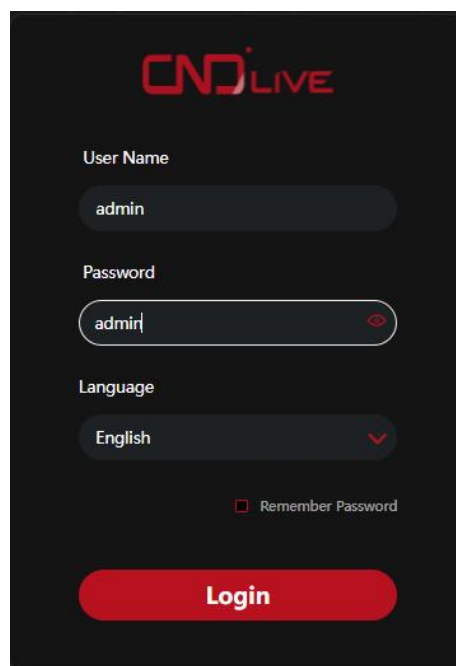 CNDLIVE
User Name
admin
Password
admin
Language
English
Remember Password
Login